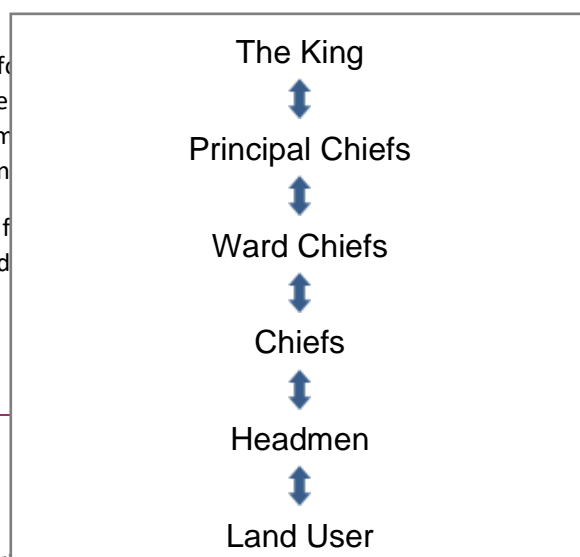 The King
Principal Chiefs
Ward Chiefs
Chiefs
Headmen
Land User